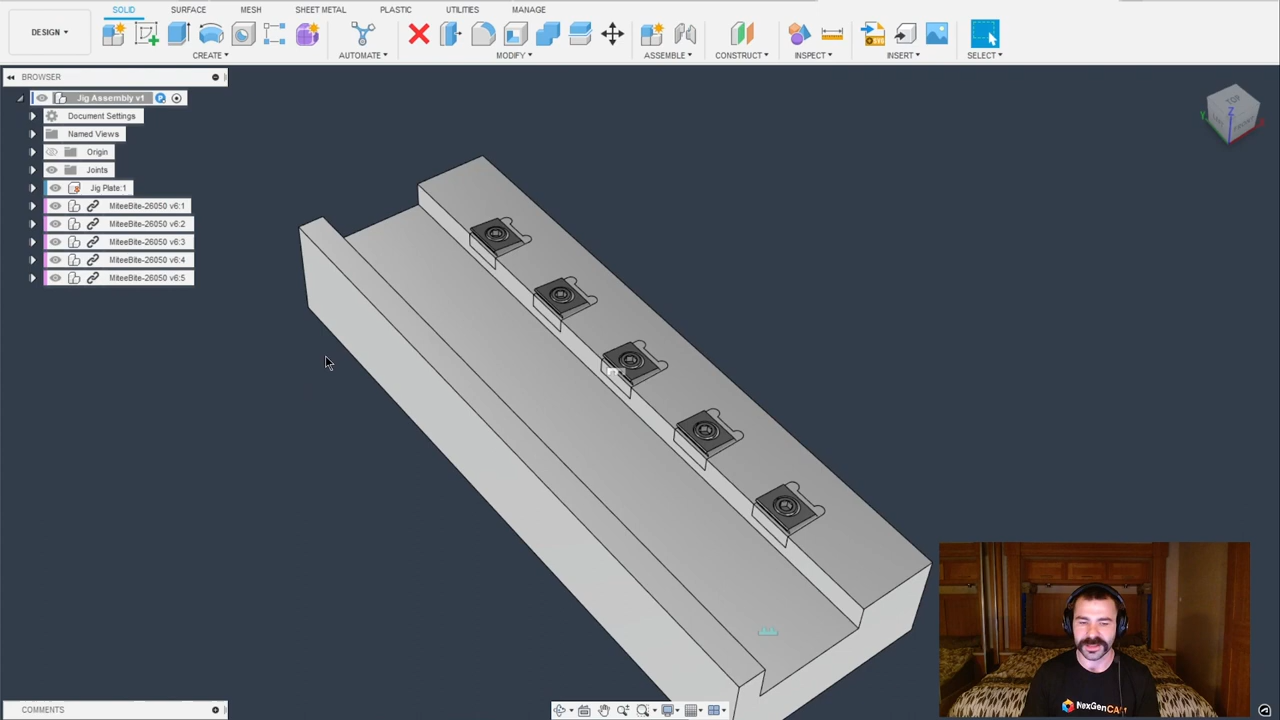 SOLID SURFACE MESH SHEET METAL PLASTIC UTILITIES MANAGE
DESIGN
CREATE AUTOMATE MODIFY ASSEMBLE CONSTRUCT INSPECT INSERT SELECT
BROWSER
Jig Assembly v1
Document Settings
Named Views
Origin
Joints
Jig Plate:1
MiteeBite-26050 v6:1
MiteeBite-26050 v6:2
MiteeBite-26050 v6:3
MiteeBite-26050 v6:4
MiteeBite-26050 v6:5
TOP
Z
NexGenCAM
COMMENTS